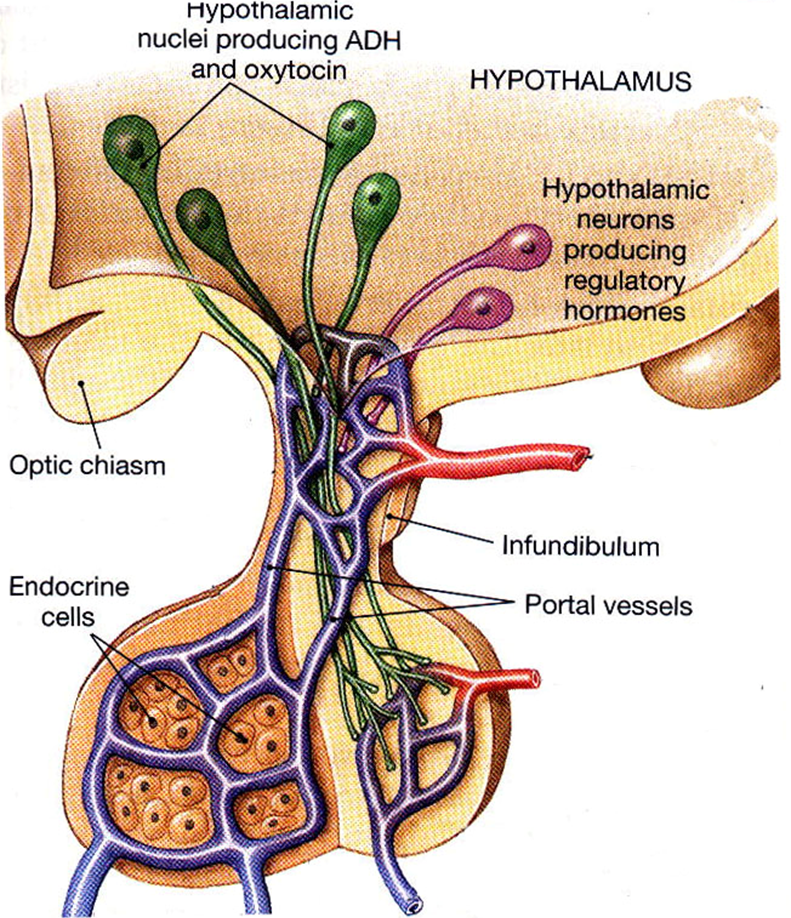 Hypothalamic
nuclei producing ADH
and oxytocin
HYPOTHALAMUS
Hypothalamic
neurons
producing
regulatory
hormones
Optic chiasm
Infundibulum
Endocrine
cells
Portal vessels